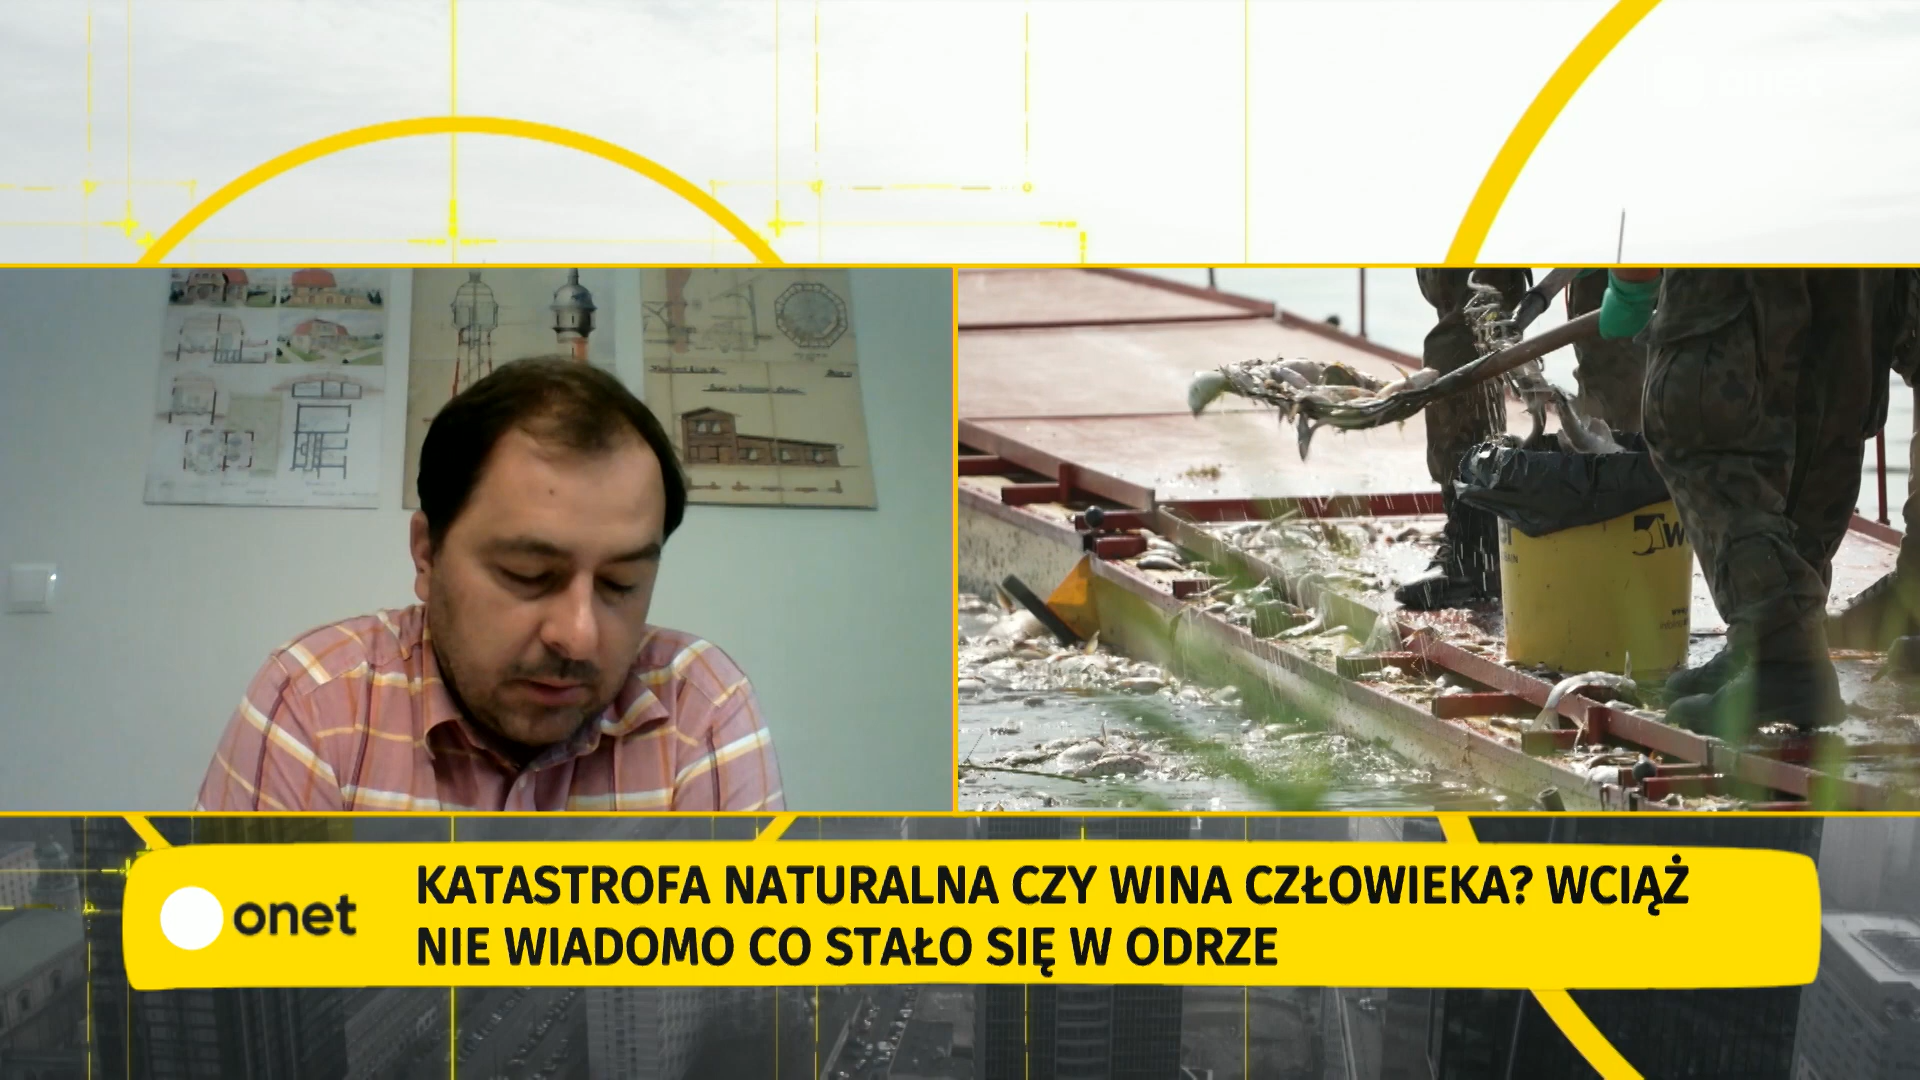 onet
KATASTROFA NATURALNA CZY WINA CZŁOWIEKA? WCIĄŻ
NIE WIADOMO CO STAŁO SIĘ W ODRZE